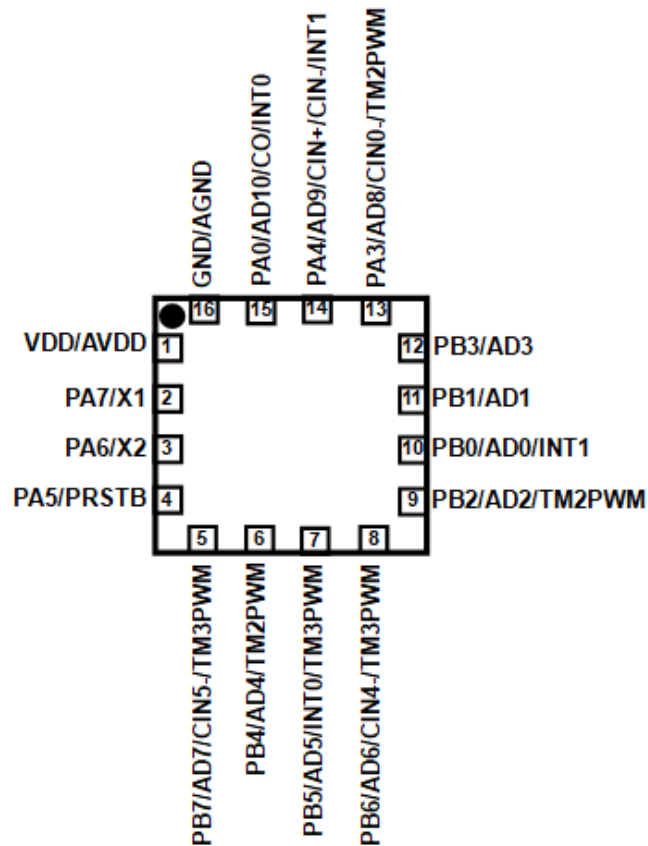 GND/AGND
PA0/AD10/CO/INT0
PA4/AD9/CIN+/CIN-/INT1
PA3/AD8/CIN0-/TM2PWM
16
15
14
13
VDD/AVDD 1
12 PB3/AD3
PA7/X1 2
11 PB1/AD1
PA6/X2 3
10 PB0/AD0/INT1
PA5/PRSTB 4
9 PB2/AD2/TM2PWM
5
6
7
8
PB7/AD7/CIN5-/TM3PWM
PB4/AD4/TM2PWM
PB5/AD5/INT0/TM3PWM
PB6/AD6/CIN4-/TM3PWM